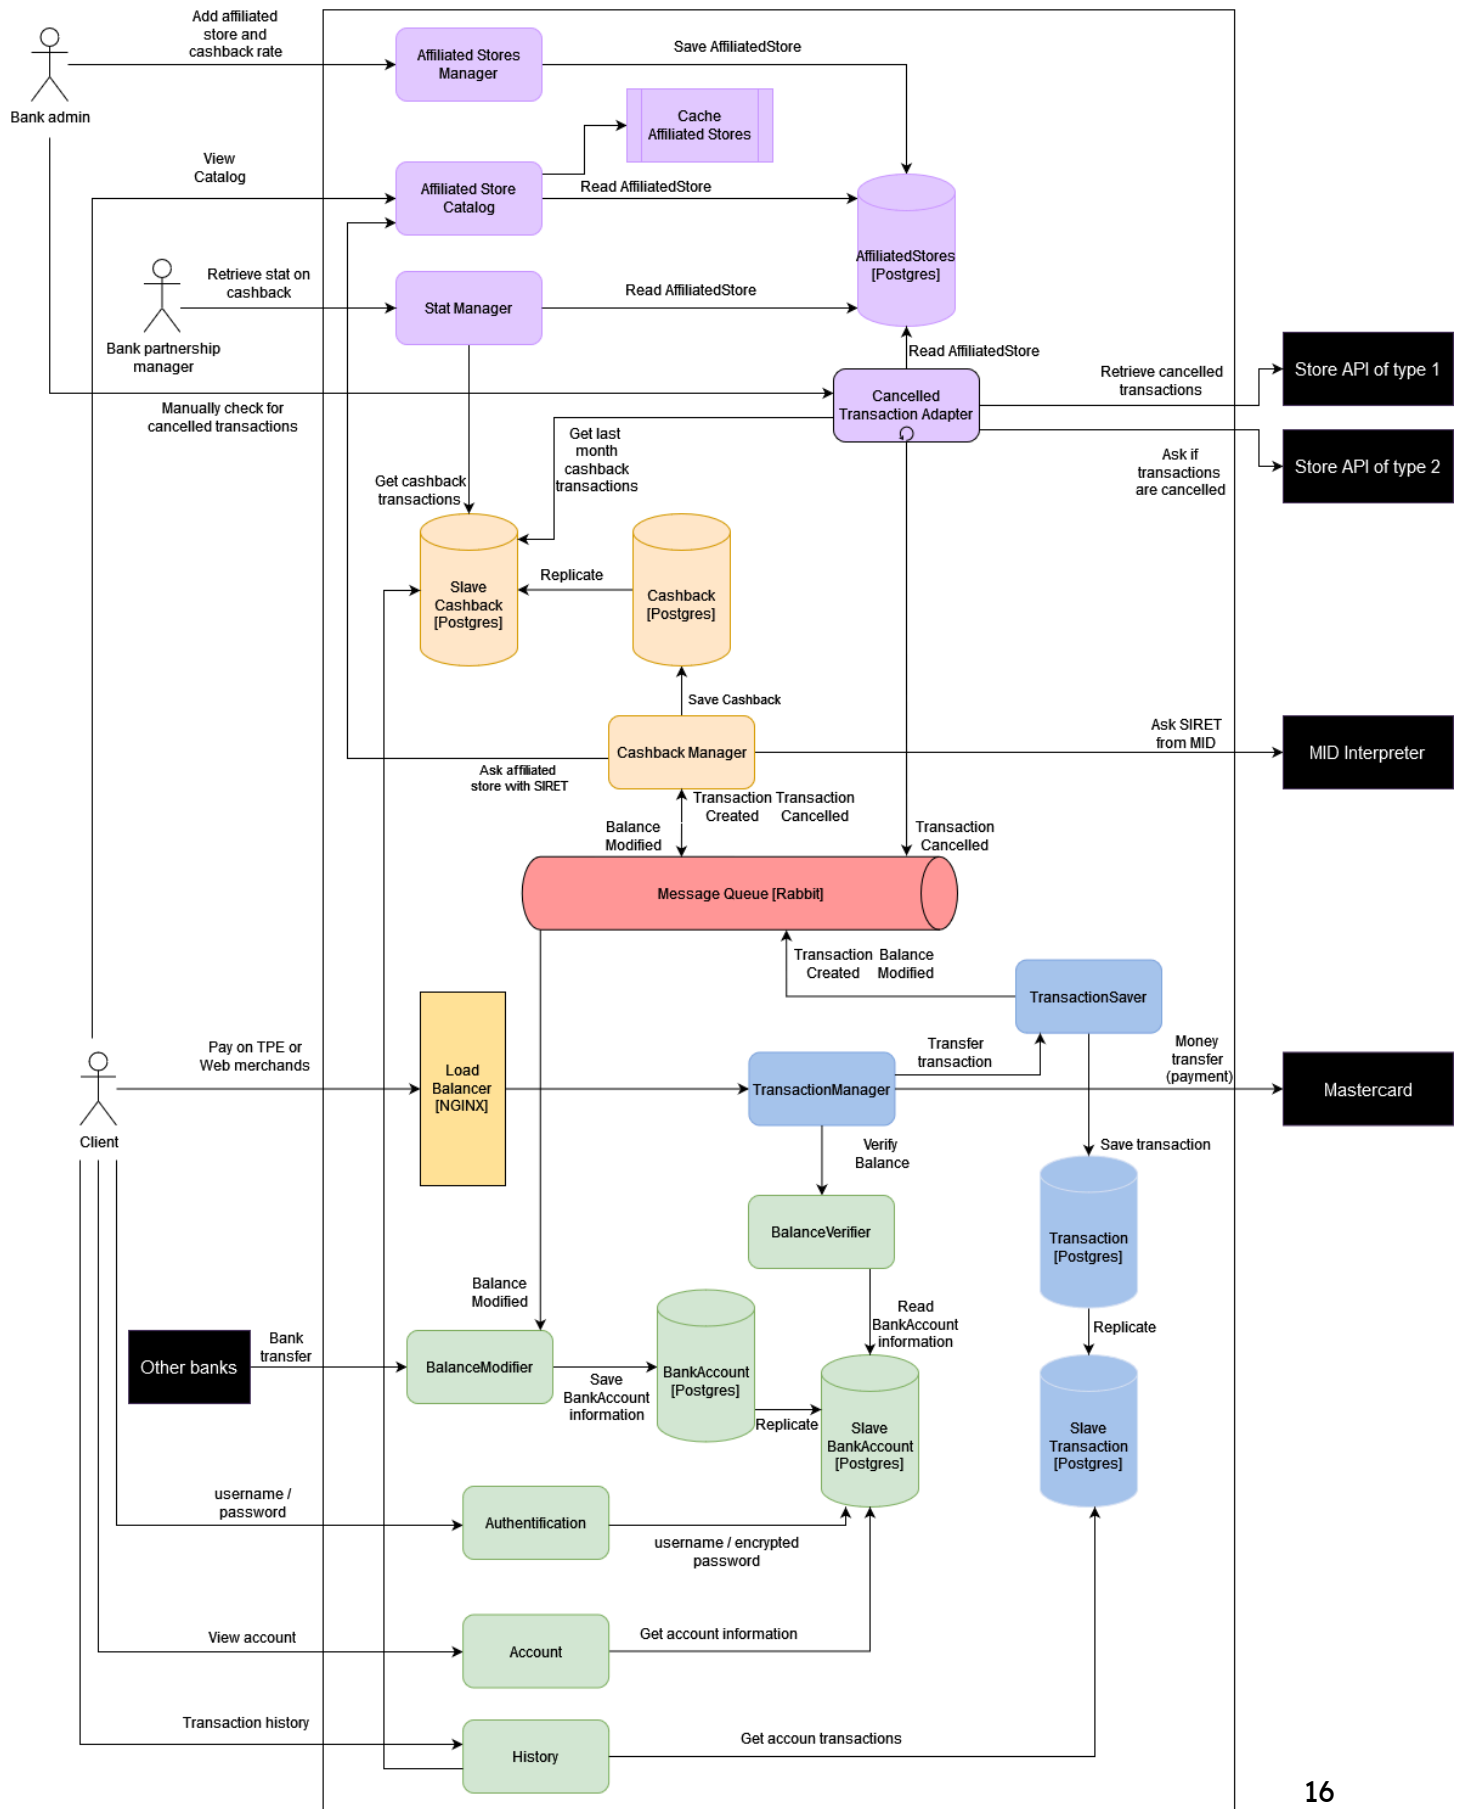 Add affiliated
store and
cashback rate
Bank admin
Affiliated Stores
Manager
Save AffiliatedStore
Cache
Affiliated Stores
View
Catalog
Affiliated Store
Catalog
Read AffiliatedStore
AffiliatedStores
[Postgres]
Retrieve stat on
cashback
Bank partnership
manager
Stat Manager
Read AffiliatedStore
Read AffiliatedStore
Manually check for
cancelled transactions
Cancelled
Transaction Adapter
Retrieve cancelled
transactions
Store API of type 1
Ask if
transactions
are cancelled
Store API of type 2
Get last
month
cashback
transactions
Get cashback
transactions
Slave
Cashback
[Postgres]
Replicate
Cashback
[Postgres]
Save Cashback
Cashback Manager
Ask SIRET
from MID
MID Interpreter
Ask affiliated
store with SIRET
Transaction
Created
Transaction
Cancelled
Balance
Modified
Transaction
Cancelled
Message Queue [Rabbit]
Transaction
Created
Balance
Modified
TransactionSaver
Pay on TPE or
Web merchands
Client
Load
Balancer
[NGINX]
TransactionManager
Transfer
transaction
Money
transfer
(payment)
Mastercard
Verify
Balance
Save transaction
BalanceVerifier
Transaction
[Postgres]
Balance
Modified
Read
BankAccount
information
Replicate
Other banks
Bank
transfer
BalanceModifier
Save
BankAccount
information
BankAccount
[Postgres]
Replicate
Slave
BankAccount
[Postgres]
Slave
Transaction
[Postgres]
username /
password
Authentification
username / encrypted
password
View account
Account
Get account information
Transaction history
History
Get accoun transactions
16